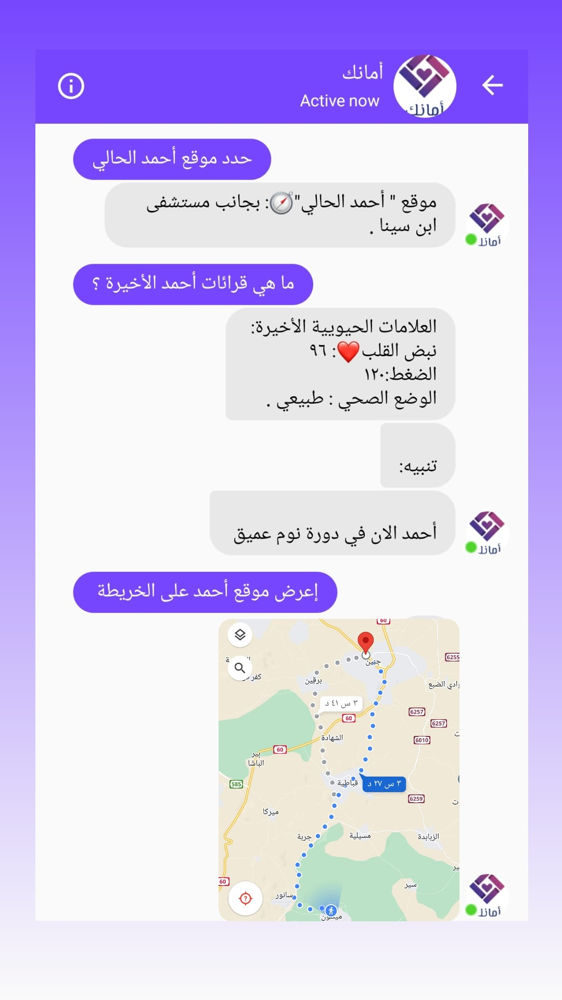 أمانك
Active now
أمانك
حدد موقع أحمد الحالي
موقع " أحمد الحالي"🧭: بجانب مستشفى
ابن سينا .
أمانك
ما هي قرائات أحمد الأخيرة ؟
العلامات الحيويية الأخيرة:
نبض القلب❤️: ٩٦
الضغط:١٢٠
الوضع الصحي : طبيعي .
تنبيه:
أحمد الان في دورة نوم عميق
أمانك
إعرض موقع أحمد على الخريطة
60
6255
جنين
برقين
وادي الضبع
٣ س ٤١ د
6257
60
6257
الشهادة
6010
60
بير
الباشا
585
قباطية
٣ س ٢٧ د
6259
ميركا
جربة
مسيلية
الزبابدة
60
سير
سانور
ميثلون
أمانك